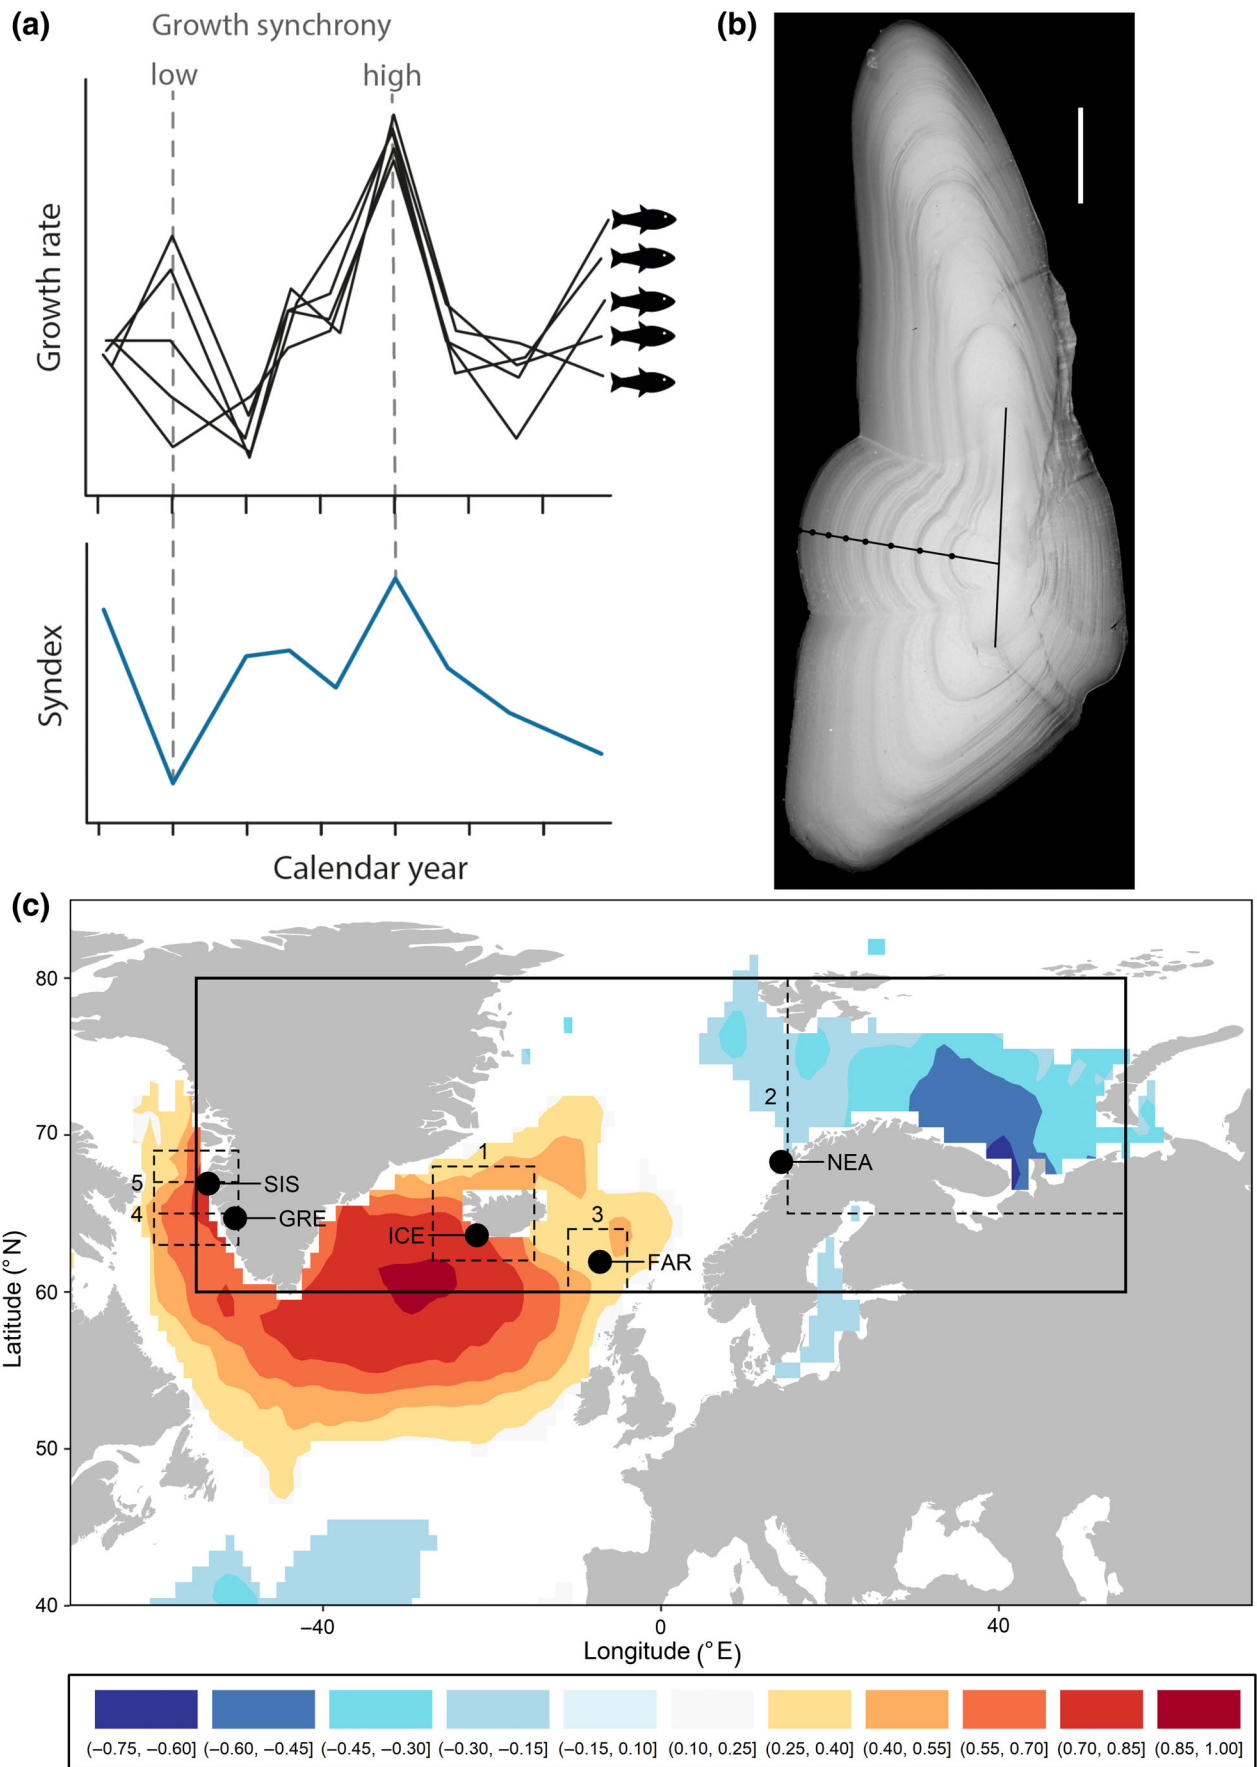 (a)
Growth synchrony
low
high
Growth rate
Syndex
Calendar year
(b)
(c)
80
70
60
50
40
Latitude (° N)
1
2
3
5
4
SIS
GRE
ICE
FAR
NEA
−40
0
40
Longitude (° E)
(−0.75, −0.60] (−0.60, −0.45] (−0.45, −0.30] (−0.30, −0.15] (−0.15, 0.10] (0.10, 0.25] (0.25, 0.40] (0.40, 0.55] (0.55, 0.70] (0.70, 0.85] (0.85, 1.00]